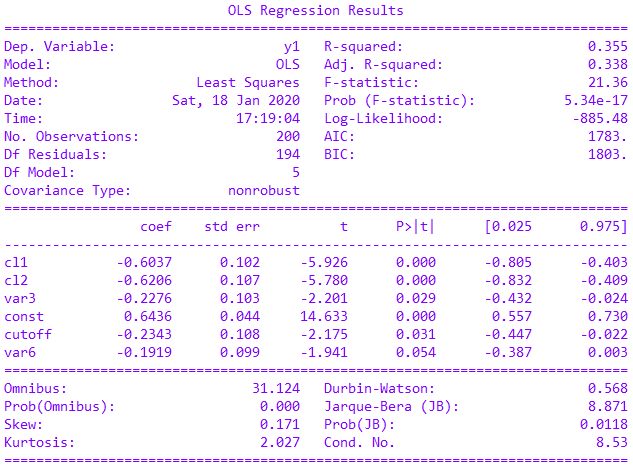 OLS Regression Results
==============================================================================
Dep. Variable:                     y1   R-squared:                       0.355
Model:                            OLS   Adj. R-squared:                  0.338
Method:                 Least Squares   F-statistic:                     21.36
Date:                Sat, 18 Jan 2020   Prob (F-statistic):           5.34e-17
Time:                        17:19:04   Log-Likelihood:                -885.48
No. Observations:                 200   AIC:                             1783.
Df Residuals:                     194   BIC:                             1803.
Df Model:                           5
Covariance Type:            nonrobust
==============================================================================
                 coef    std err          t      P>|t|      [0.025      0.975]
------------------------------------------------------------------------------
cl1           -0.6037      0.102     -5.926      0.000      -0.805      -0.403
cl2           -0.6206      0.107     -5.780      0.000      -0.832      -0.409
var3          -0.2276      0.103     -2.201      0.029      -0.432      -0.024
const          0.6436      0.044     14.633      0.000       0.557       0.730
cutoff        -0.2343      0.108     -2.175      0.031      -0.447      -0.022
var6          -0.1919      0.099     -1.941      0.054      -0.387       0.003
==============================================================================
Omnibus:                       31.124   Durbin-Watson:                   0.568
Prob(Omnibus):                  0.000   Jarque-Bera (JB):                8.871
Skew:                           0.171   Prob(JB):                       0.0118
Kurtosis:                       2.027   Cond. No.                         8.53
==============================================================================